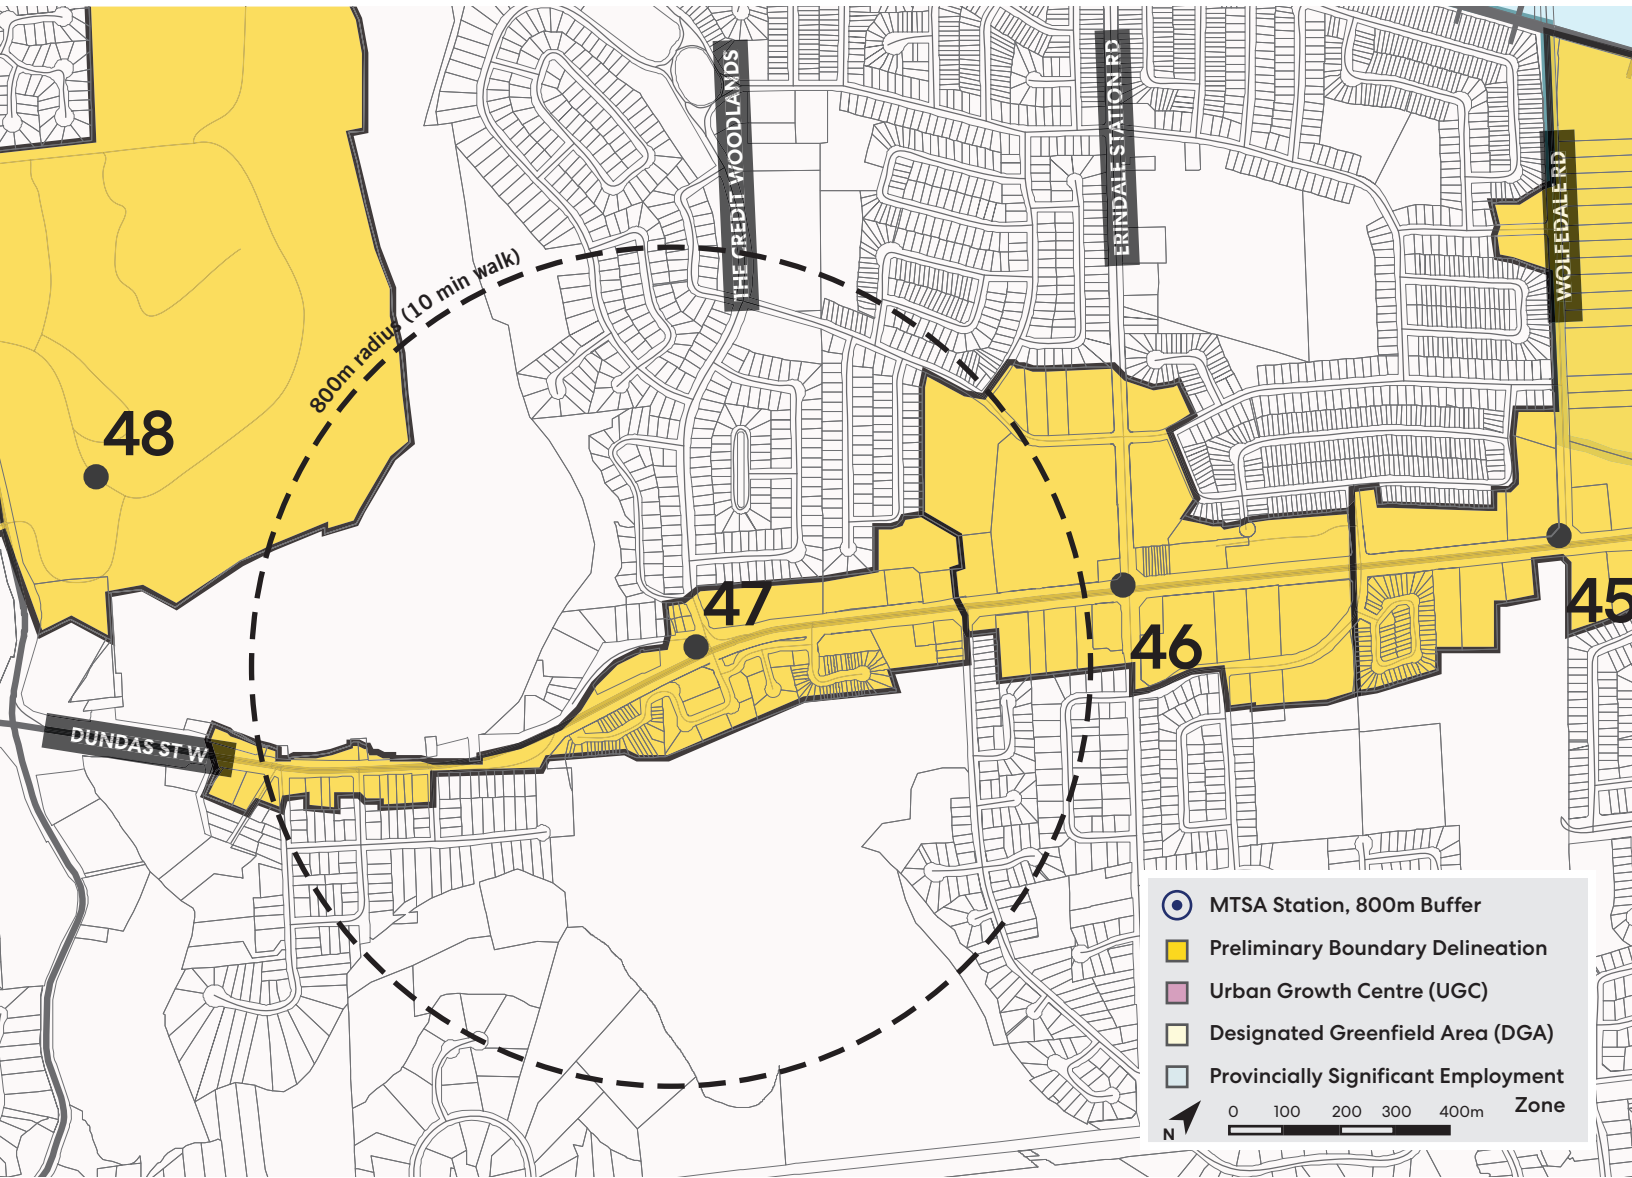 THE CREDIT WOODLANDS
ERINDALE STATION RD
WOLFEDALE RD
800m radius (10 min walk)
48
47
46
45
DUNDAS ST W
MTSA Station, 800m Buffer
Preliminary Boundary Delineation
Urban Growth Centre (UGC)
Designated Greenfield Area (DGA)
Provincially Significant Employment
Zone
N
0 100 200 300 400m